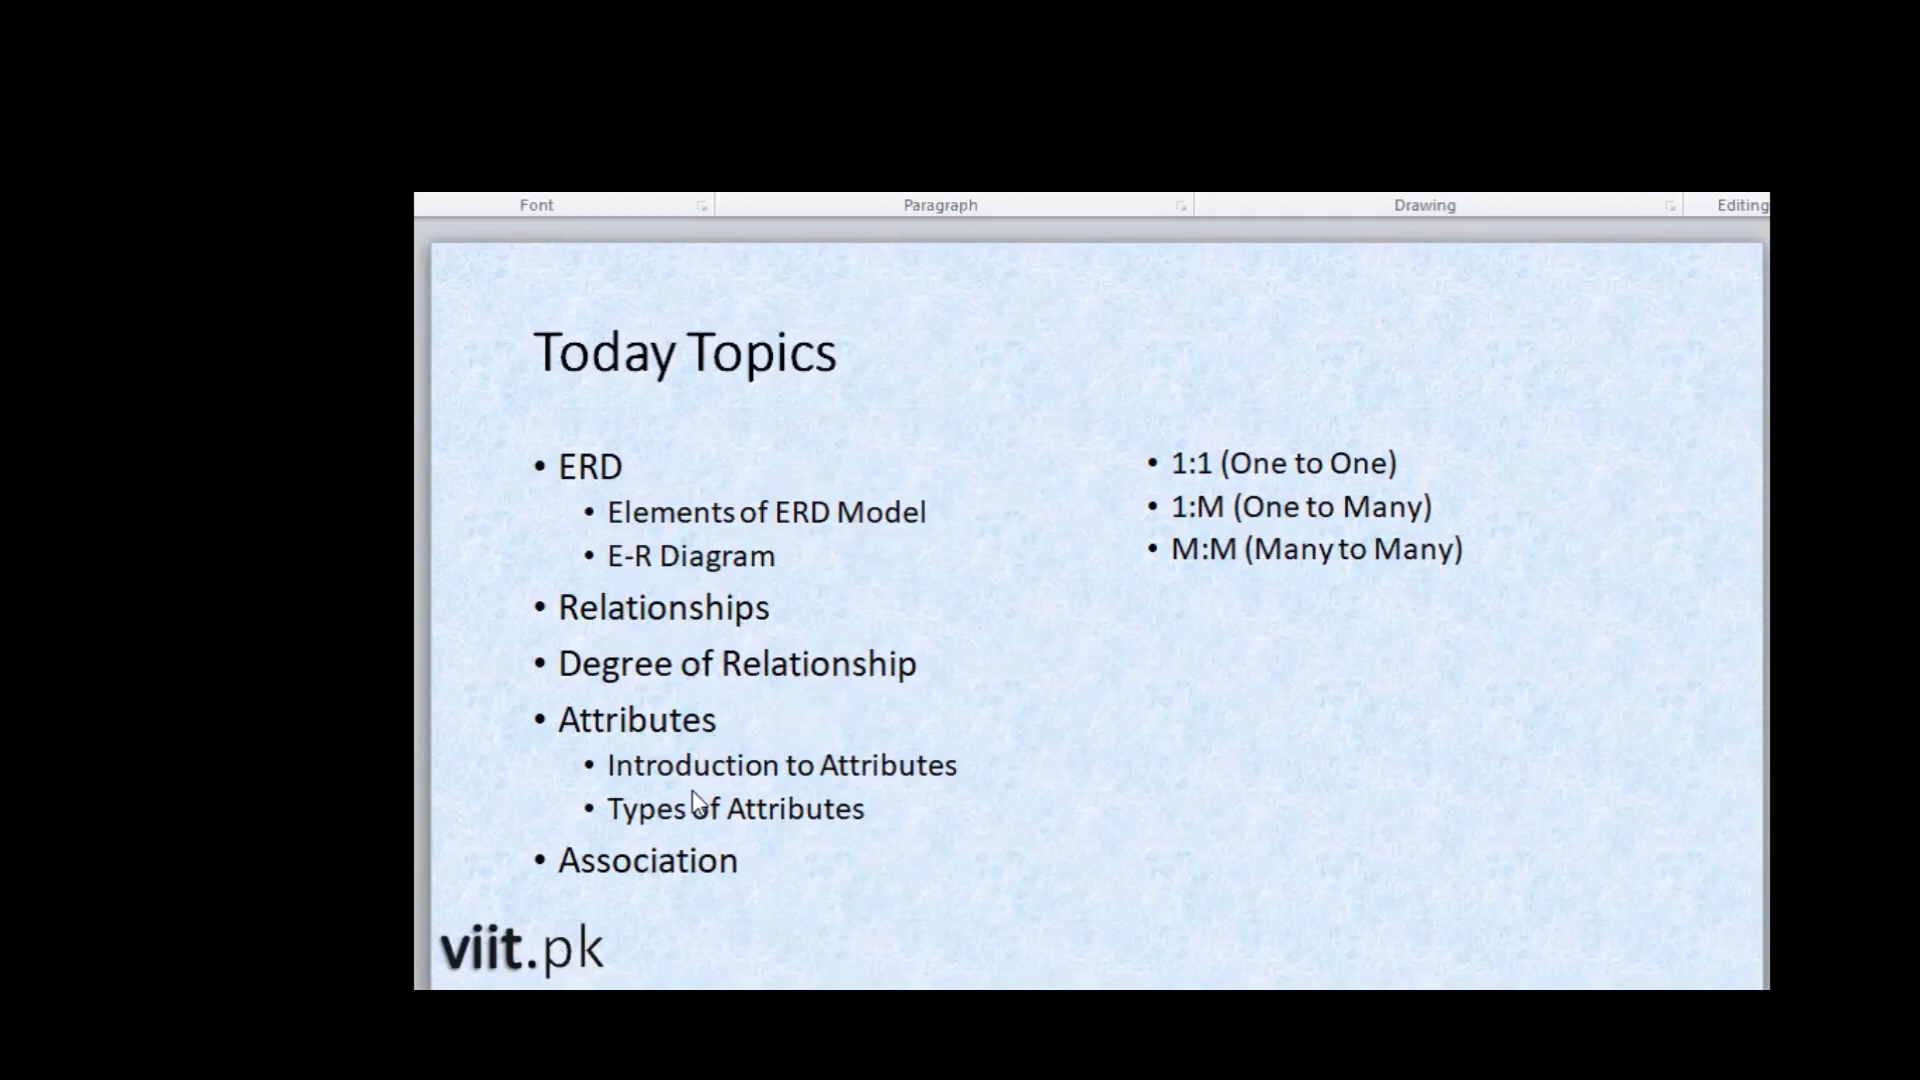 Font Paragraph Drawing Editing
Today Topics
• ERD
• Elements of ERD Model
• E-R Diagram
• Relationships
• Degree of Relationship
• Attributes
• Introduction to Attributes
• Types of Attributes
• Association
• 1:1 (One to One)
• 1:M (One to Many)
• M:M (Many to Many)
viit.pk